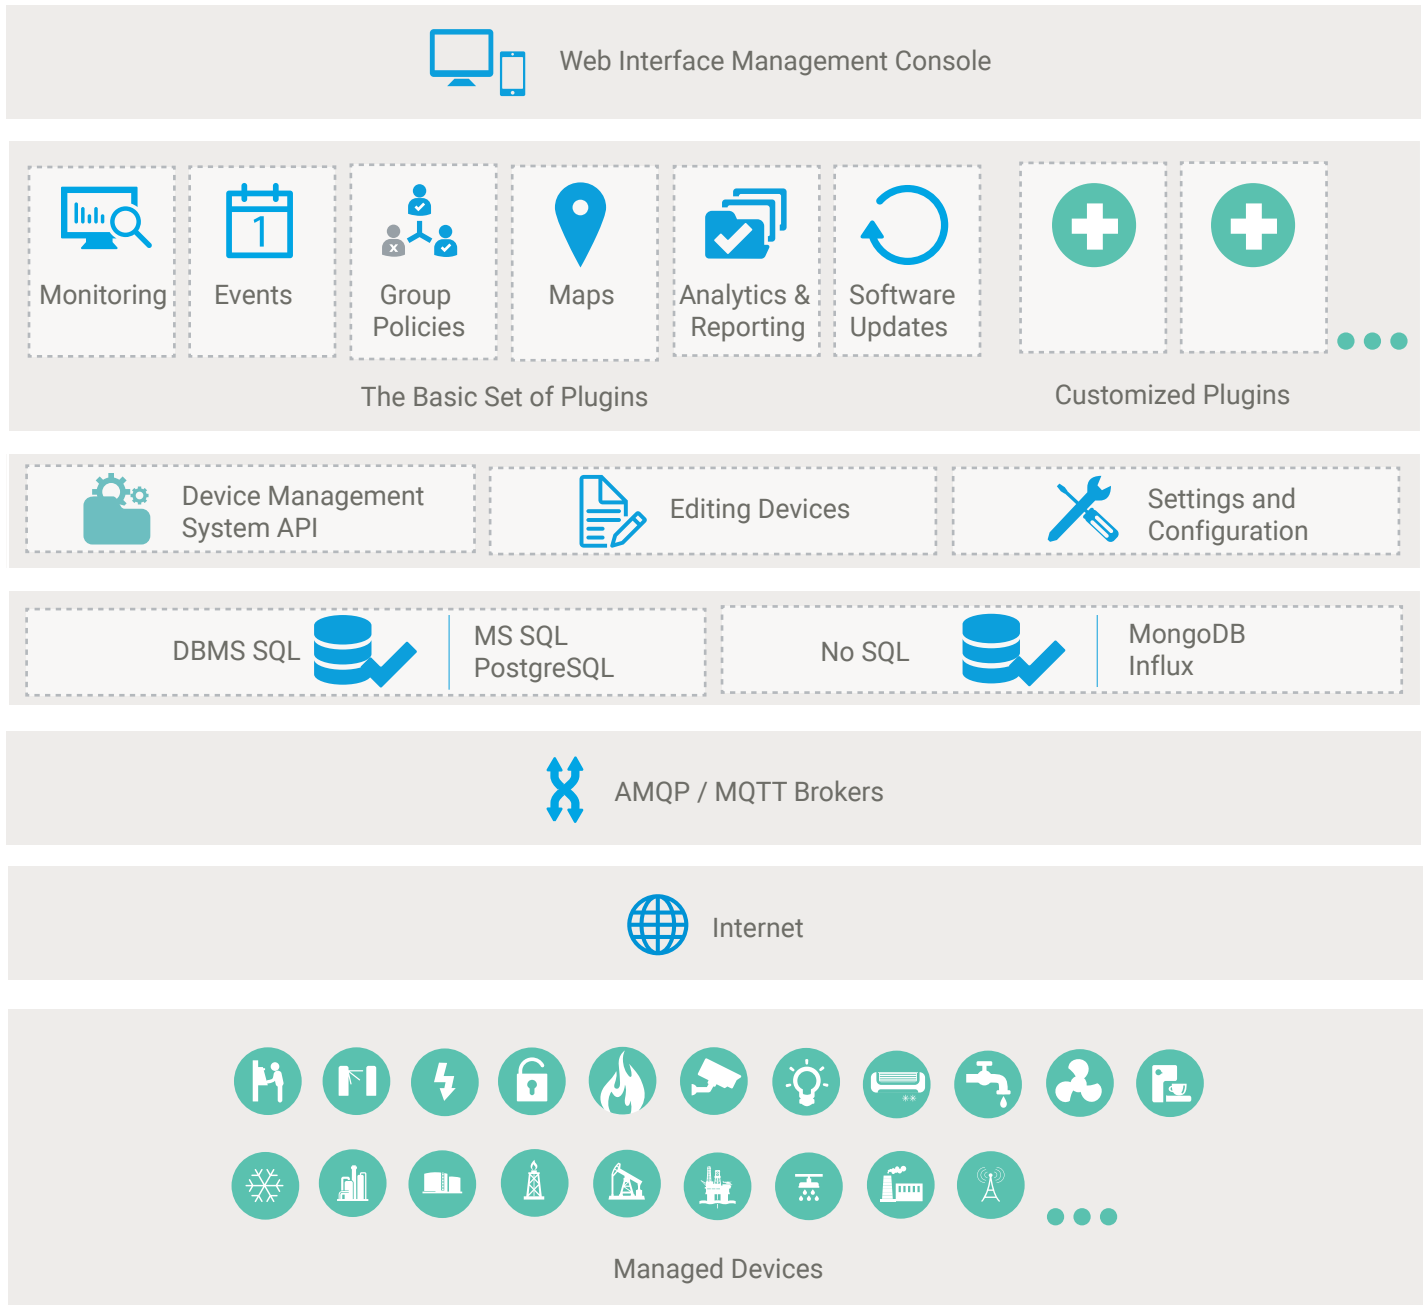 Web Interface Management Console
1
Monitoring
Events
Group
Policies
Maps
Analytics &
Reporting
Software
Updates
The Basic Set of Plugins
Customized Plugins
Device Management
System API
Editing Devices
Settings and
Configuration
DBMS SQL
MS SQL
PostgreSQL
No SQL
MongoDB
Influx
AMQP / MQTT Brokers
Internet
Managed Devices